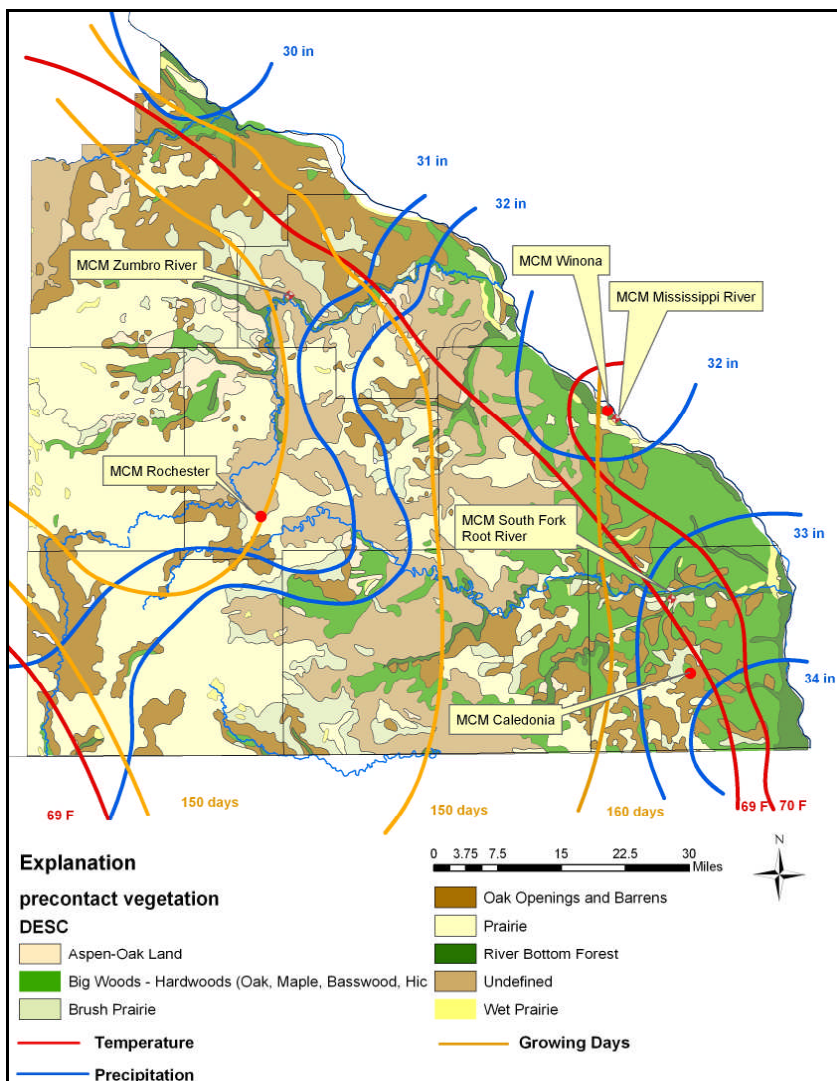 30 in
31 in
32 in
MCM Zumbro River
MCM Winona
MCM Mississippi River
32 in
MCM Rochester
MCM South Fork
Root River
33 in
34 in
MCM Caledonia
69 F
150 days
150 days
160 days
69 F
70 F
Explanation
precontact vegetation
DESC
Aspen-Oak Land
Big Woods - Hardwoods (Oak, Maple, Basswood, Hic
Brush Prairie
Temperature
Precipitation
0 3.75 7.5 15 22.5 30
Miles
N
Oak Openings and Barrens
Prairie
River Bottom Forest
Undefined
Wet Prairie
Growing Days